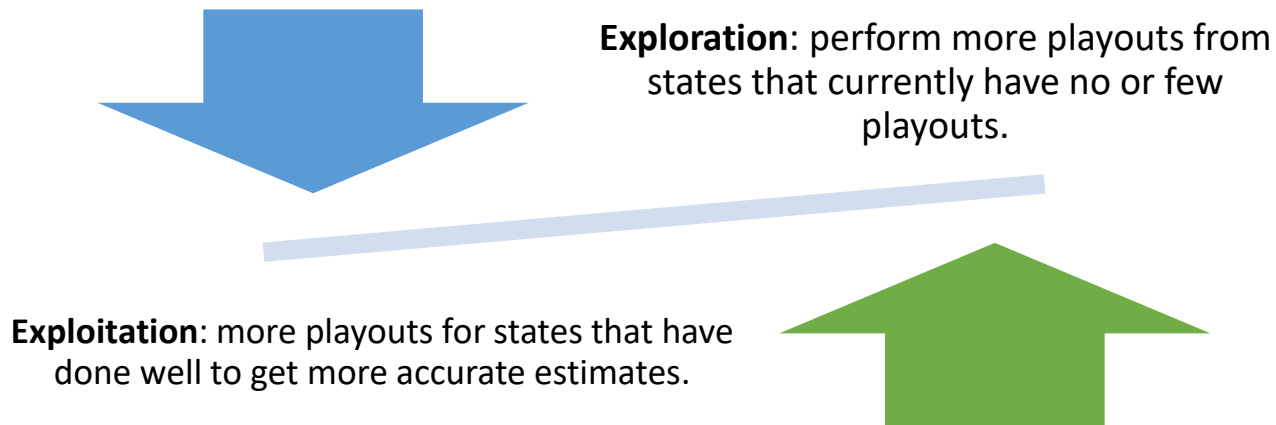 Exploration: perform more playouts from
states that currently have no or few
playouts.
Exploitation: more playouts for states that have
done well to get more accurate estimates.